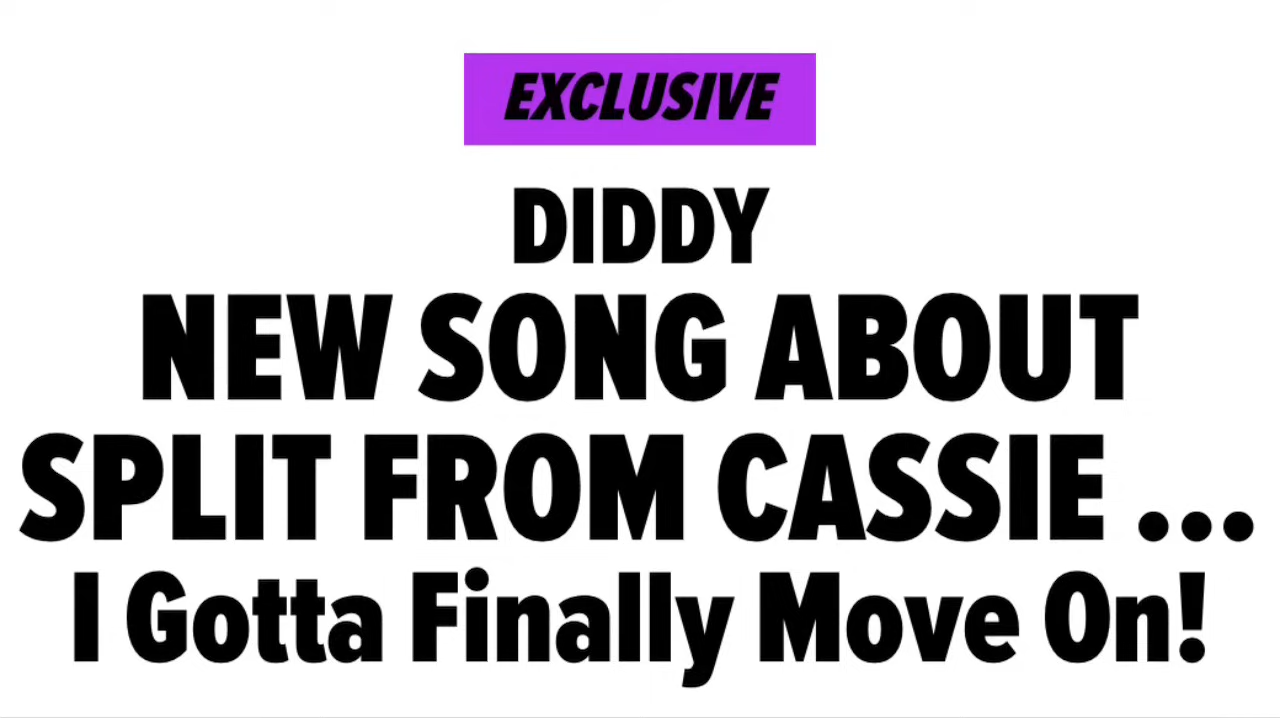 EXCLUSIVE
DIDDY
NEW SONG ABOUT
SPLIT FROM CASSIE ...
I Gotta Finally Move On!